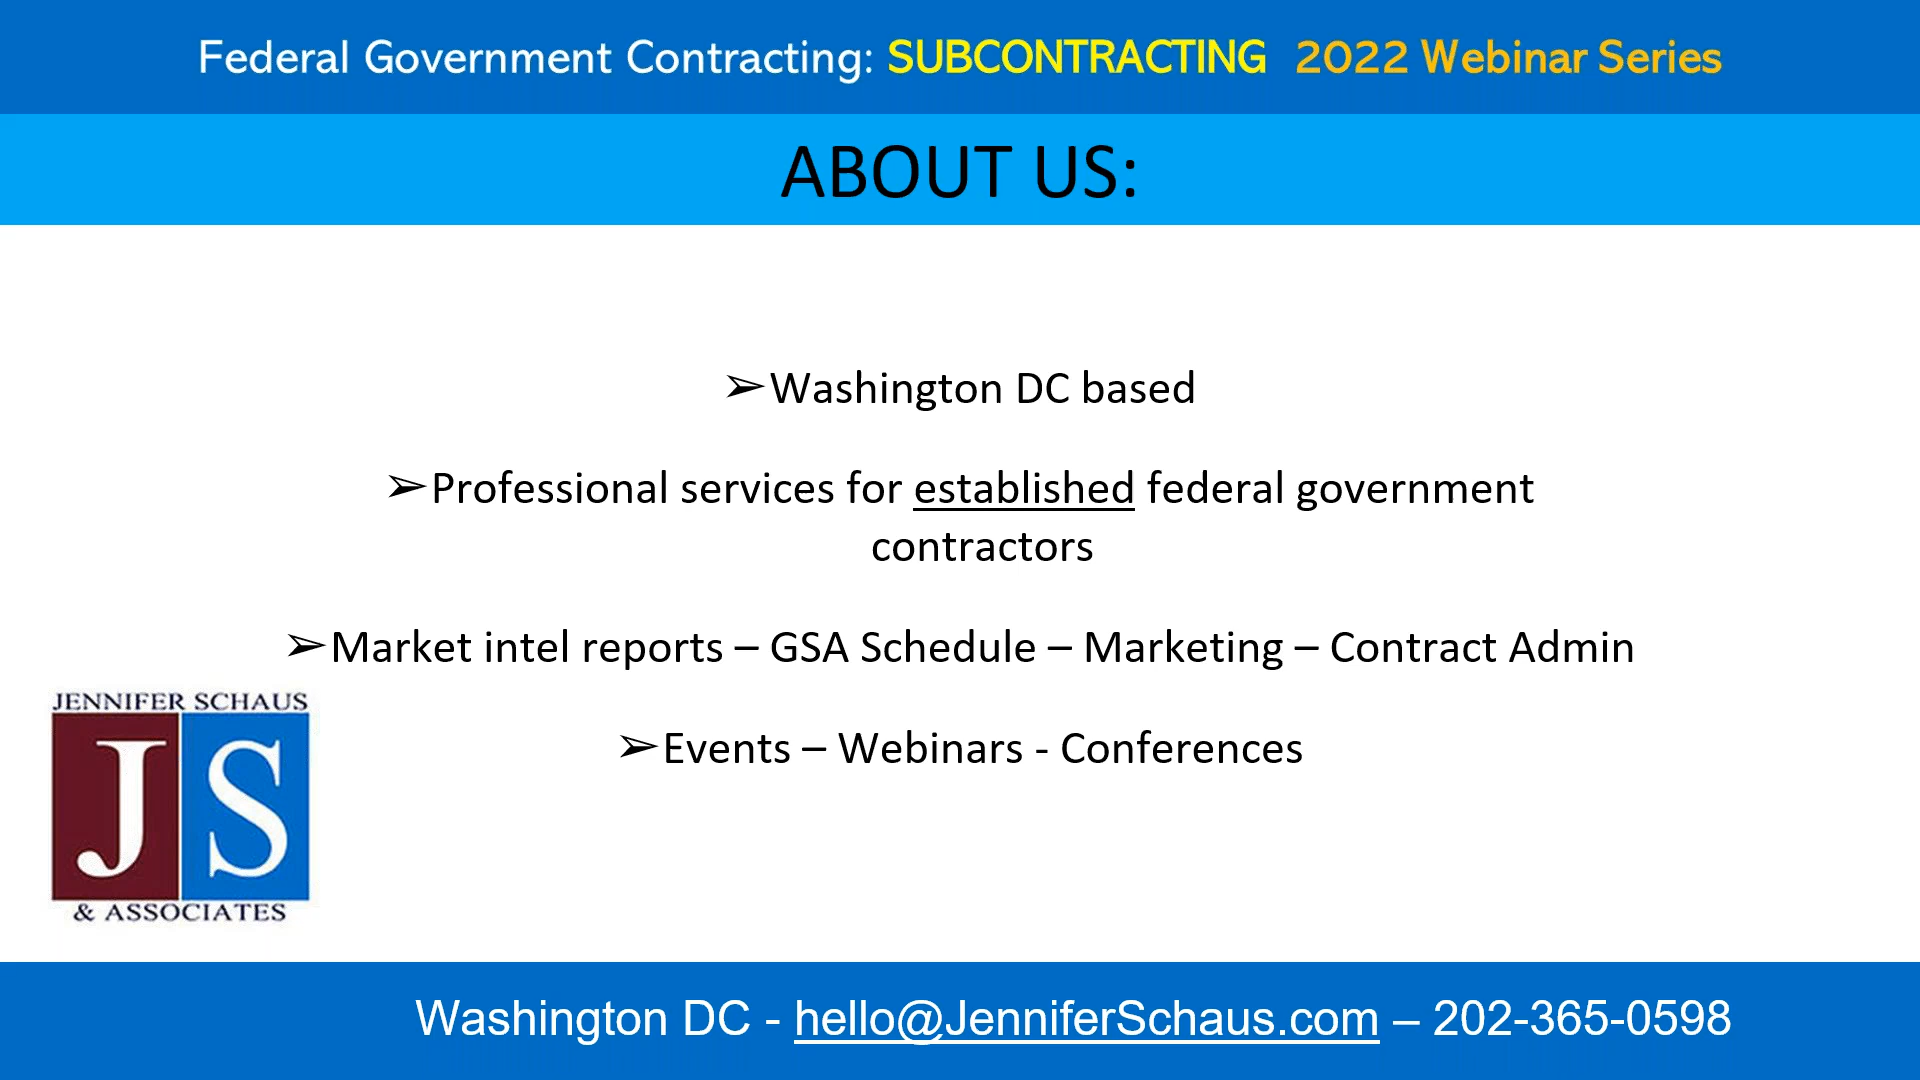 Federal Government Contracting: SUBCONTRACTING 2022 Webinar Series
ABOUT US:
➢Washington DC based
➢Professional services for established federal government
contractors
➢Market intel reports – GSA Schedule – Marketing – Contract Admin
➢Events – Webinars - Conferences
JENNIFER SCHAUS
JS
& ASSOCIATES
Washington DC - hello@JenniferSchaus.com – 202-365-0598